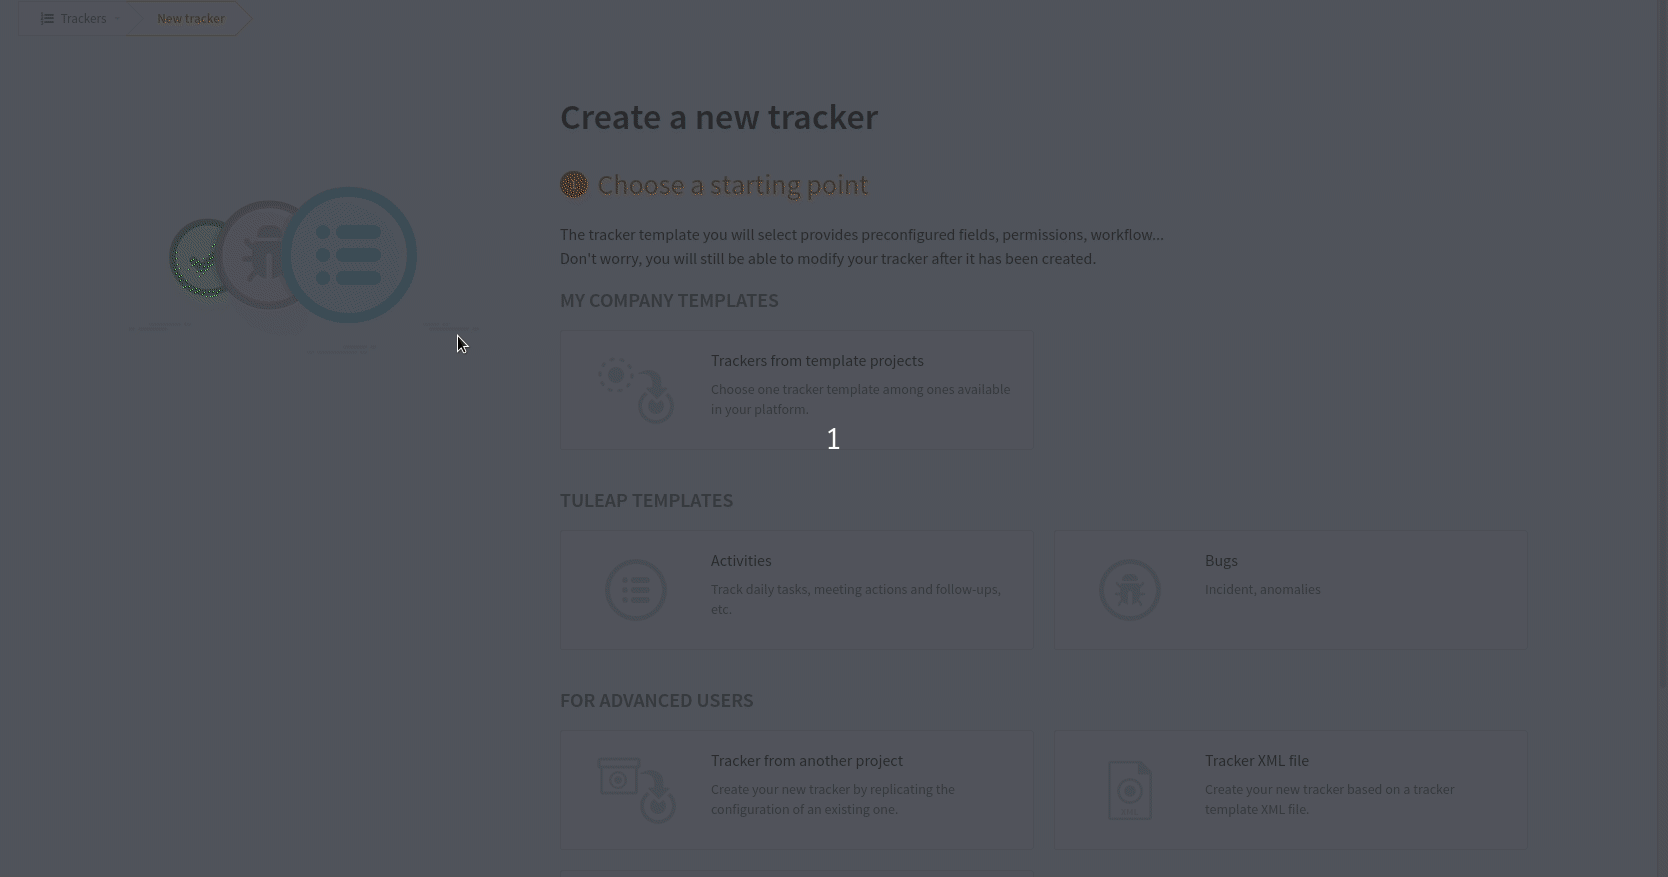 Trackers
New tracker
Create a new tracker
Choose a starting point
The tracker template you will select provides preconfigured fields, permissions, workflow...
Don't worry, you will still be able to modify your tracker after it has been created.
MY COMPANY TEMPLATES
Trackers from template projects
Choose one tracker template among ones available
in your platform.
1
TULEAP TEMPLATES
Activities
Track daily tasks, meeting actions and follow-ups,
etc.
Bugs
Incident, anomalies
FOR ADVANCED USERS
Tracker from another project
Create your new tracker by replicating the
configuration of an existing one.
Tracker XML file
Create your new tracker based on a tracker
template XML file.